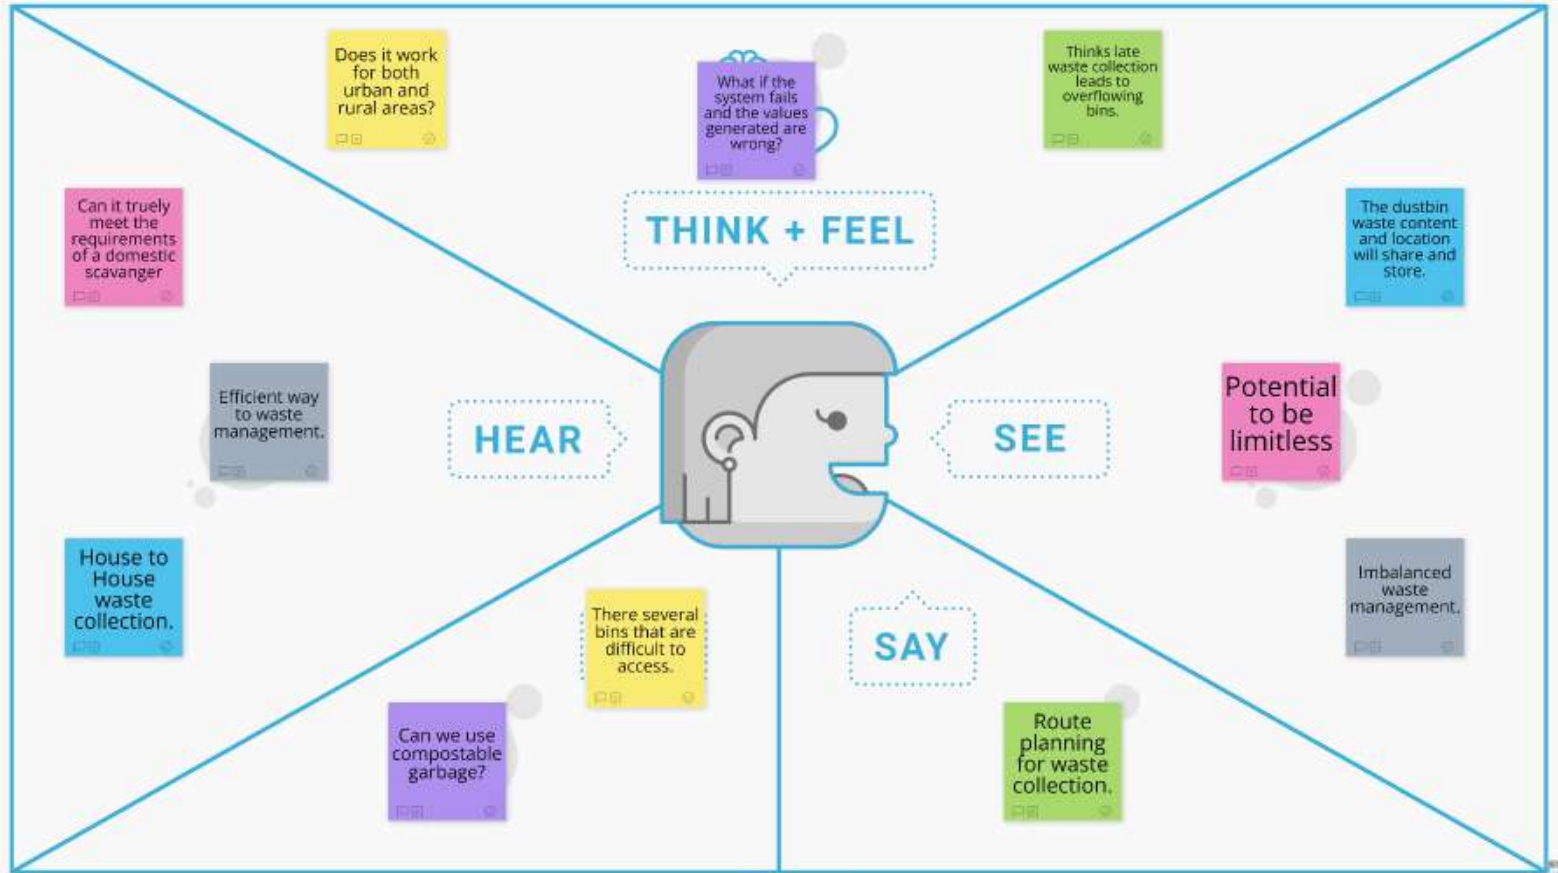 Does it work
for both
urban and
rural areas?
What if the
system fails
and the values
generated are
wrong?
Thinks late
waste collection
leads to
overflowing
bins.
THINK + FEEL
Can it truely
meet the
requirements
of a domestic
scavanger
Efficient way
to waste
management.
House to
House
waste
collection.
HEAR
SEE
The dustbin
waste content
and location
will share and
store.
Potential
to be
limitless
Imbalanced
waste
management.
There several
bins that are
difficult to
access.
Can we use
compostable
garbage?
SAY
Route
planning
for waste
collection.